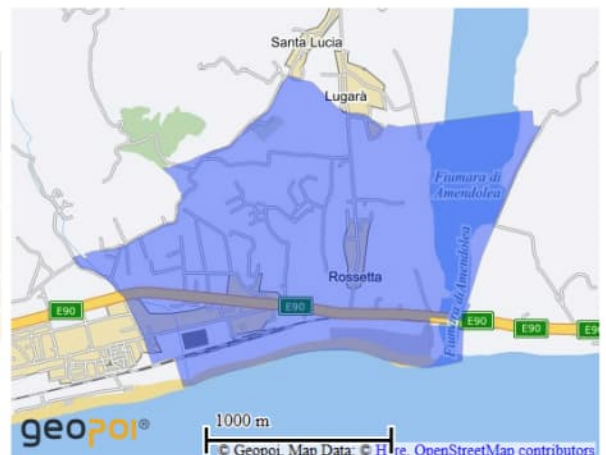 Santa Lucia
Lugarà
Fiumara di
Amendolea
Rossetta
Fiumara di Amendolea
E90
E90
E90
E90
E90
geopoi®
1000 m
© Geopoi, Map Data: © Here, OpenStreetMap contributors